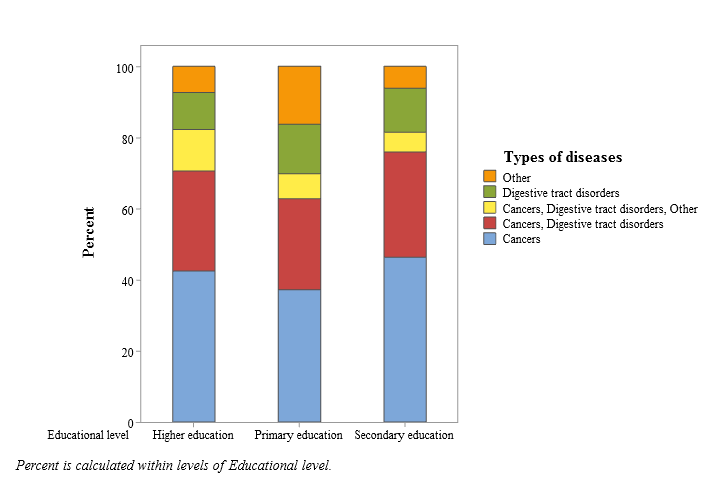 100
80
60
40
20
0
Percent
Educational level
Higher education
Primary education
Secondary education
Types of diseases
Other
Digestive tract disorders
Cancers, Digestive tract disorders, Other
Cancers, Digestive tract disorders
Cancers
Percent is calculated within levels of Educational level.